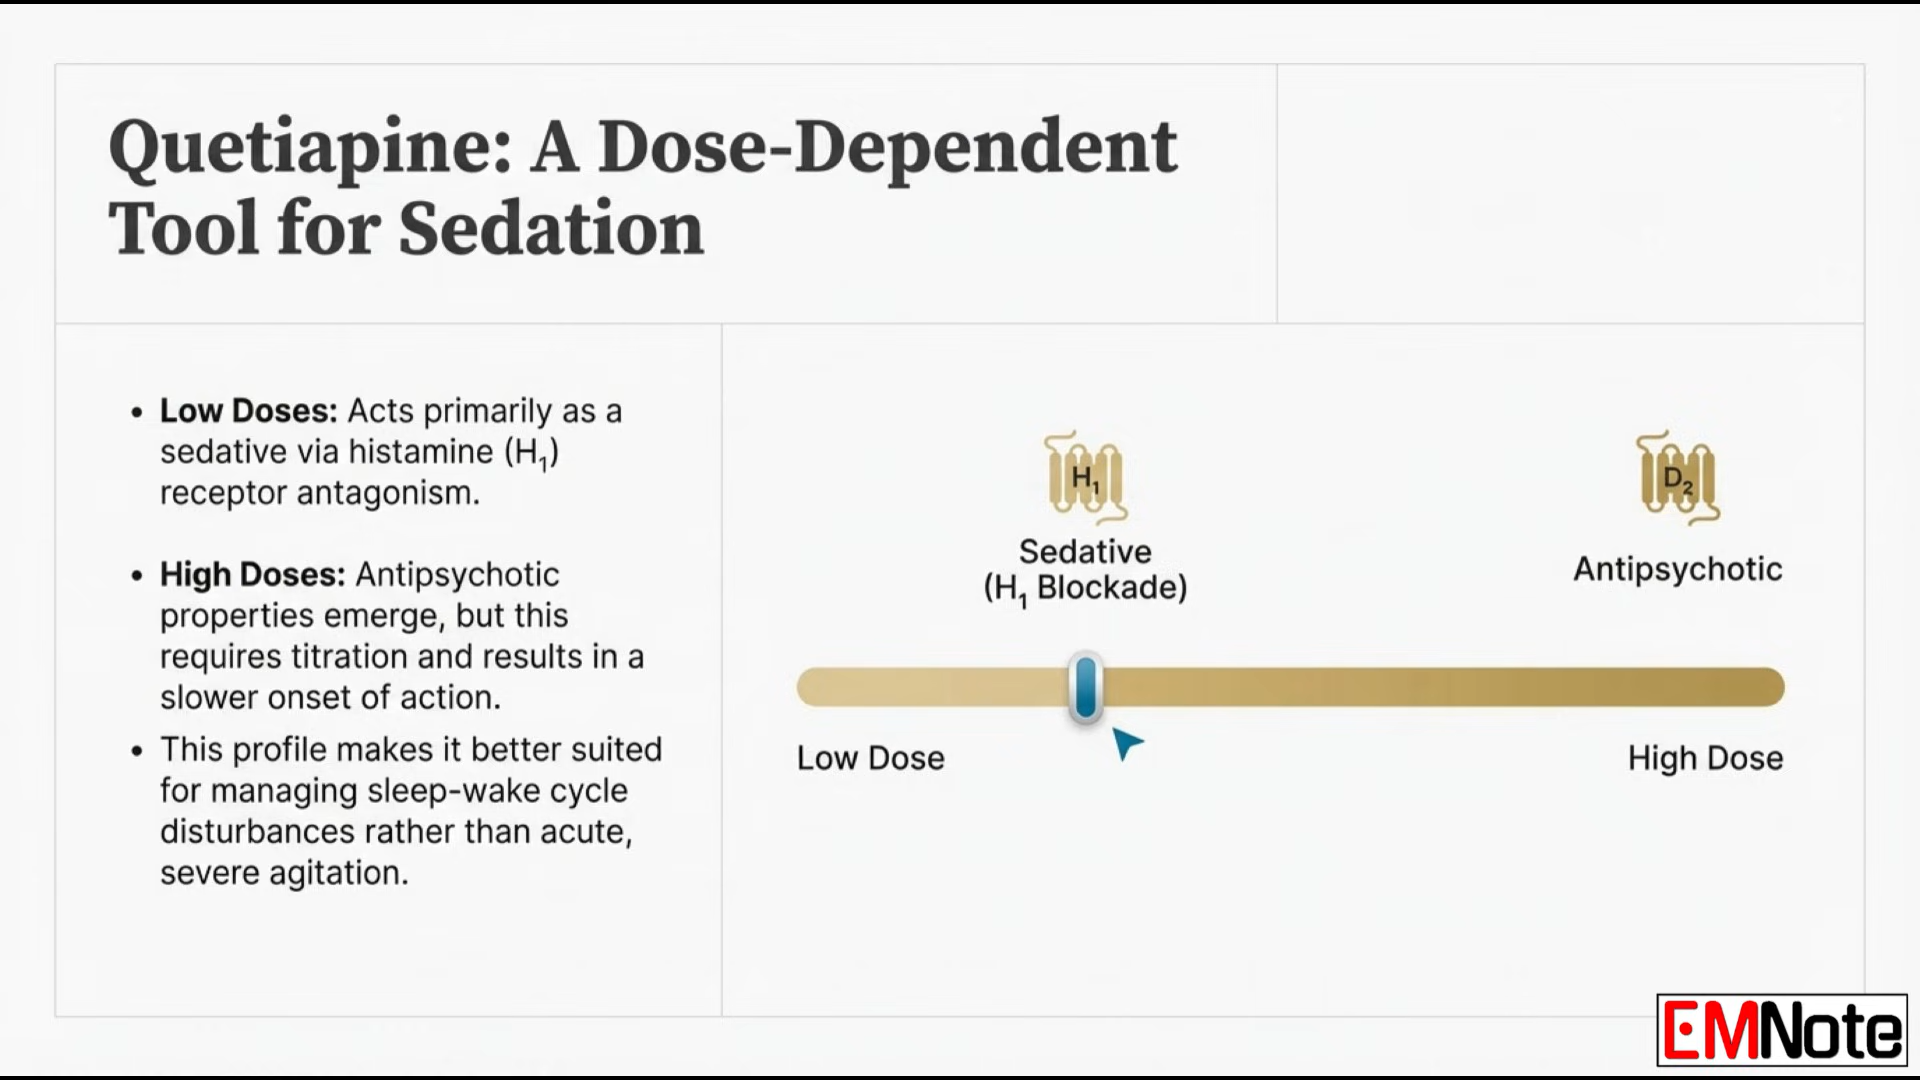 Quetiapine: A Dose-Dependent
Tool for Sedation
• Low Doses: Acts primarily as a
sedative via histamine (H₁)
receptor antagonism.
• High Doses: Antipsychotic
properties emerge, but this
requires titration and results in a
slower onset of action.
• This profile makes it better suited
for managing sleep-wake cycle
disturbances rather than acute,
severe agitation.
H₁
Sedative
(H₁ Blockade)
D₂
Antipsychotic
Low Dose
High Dose
EMNote